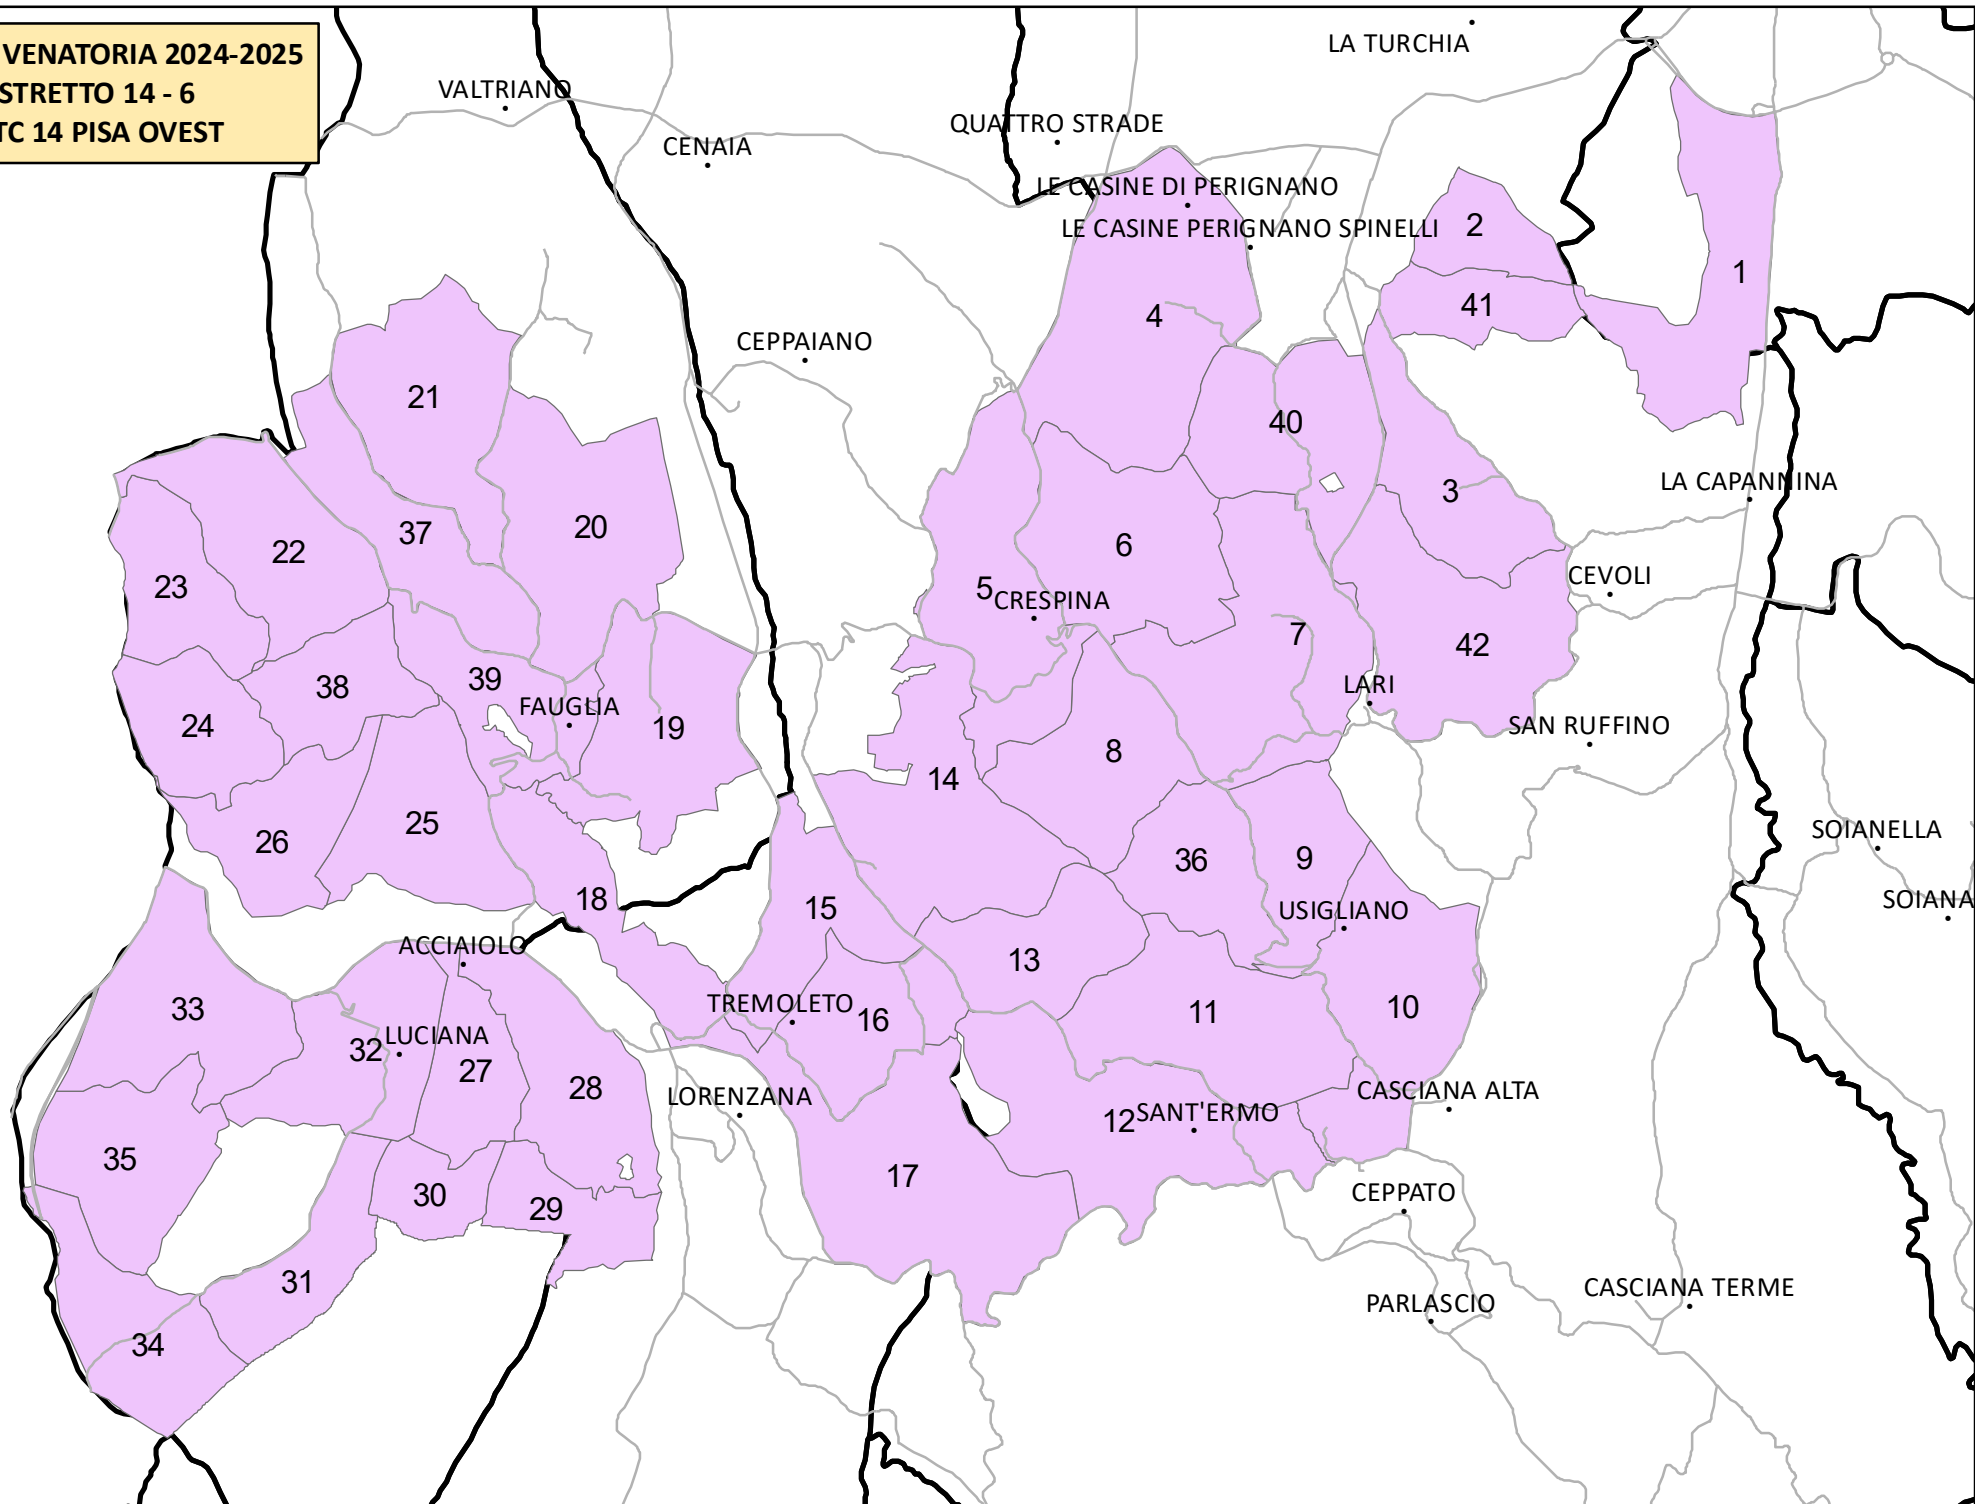 VENATORIA 2024-2025
STRETTO 14 - 6
TC 14 PISA OVEST
LA TURCHIA
VALTRIANO
QUATTRO STRADE
CENAIA
LE CASINE DI PERIGNANO
LE CASINE PERIGNANO SPINELLI
2
1
41
4
CEPPAIANO
21
40
LA CAPANNINA
3
37
20
22
6
23
5
CRESPINA
CEVOLI
7
42
39
38
LARI
FAUGLIA
24
19
SAN RUFFINO
8
14
25
26
SOIANELLA
36
9
18
15
USIGLIANO
SOIANA
ACCIAIOLO
13
33
TREMOLETO
16
11
10
32
LUCIANA
27
28
LORENZANA
CASCIANA ALTA
12
SANT'ERMO
35
17
30
29
CEPPATO
31
CASCIANA TERME
PARLASCIO
34